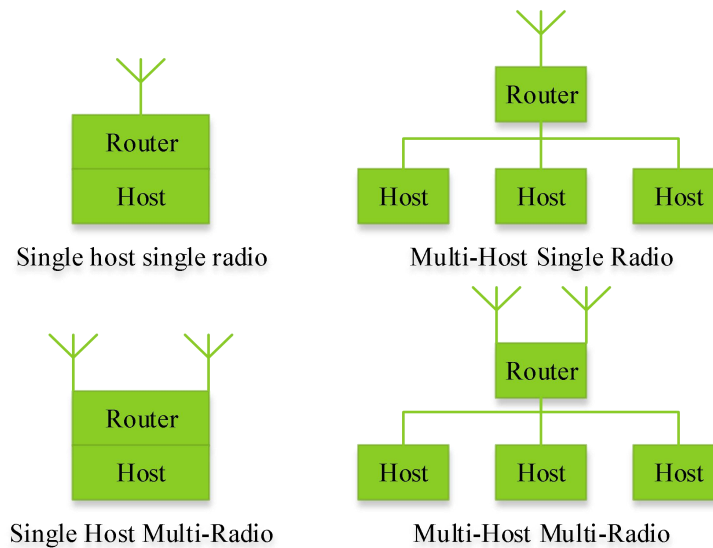 Router
Host
Single host single radio
Router
Host Host Host
Multi-Host Single Radio
Router
Host
Single Host Multi-Radio
Router
Host Host Host
Multi-Host Multi-Radio